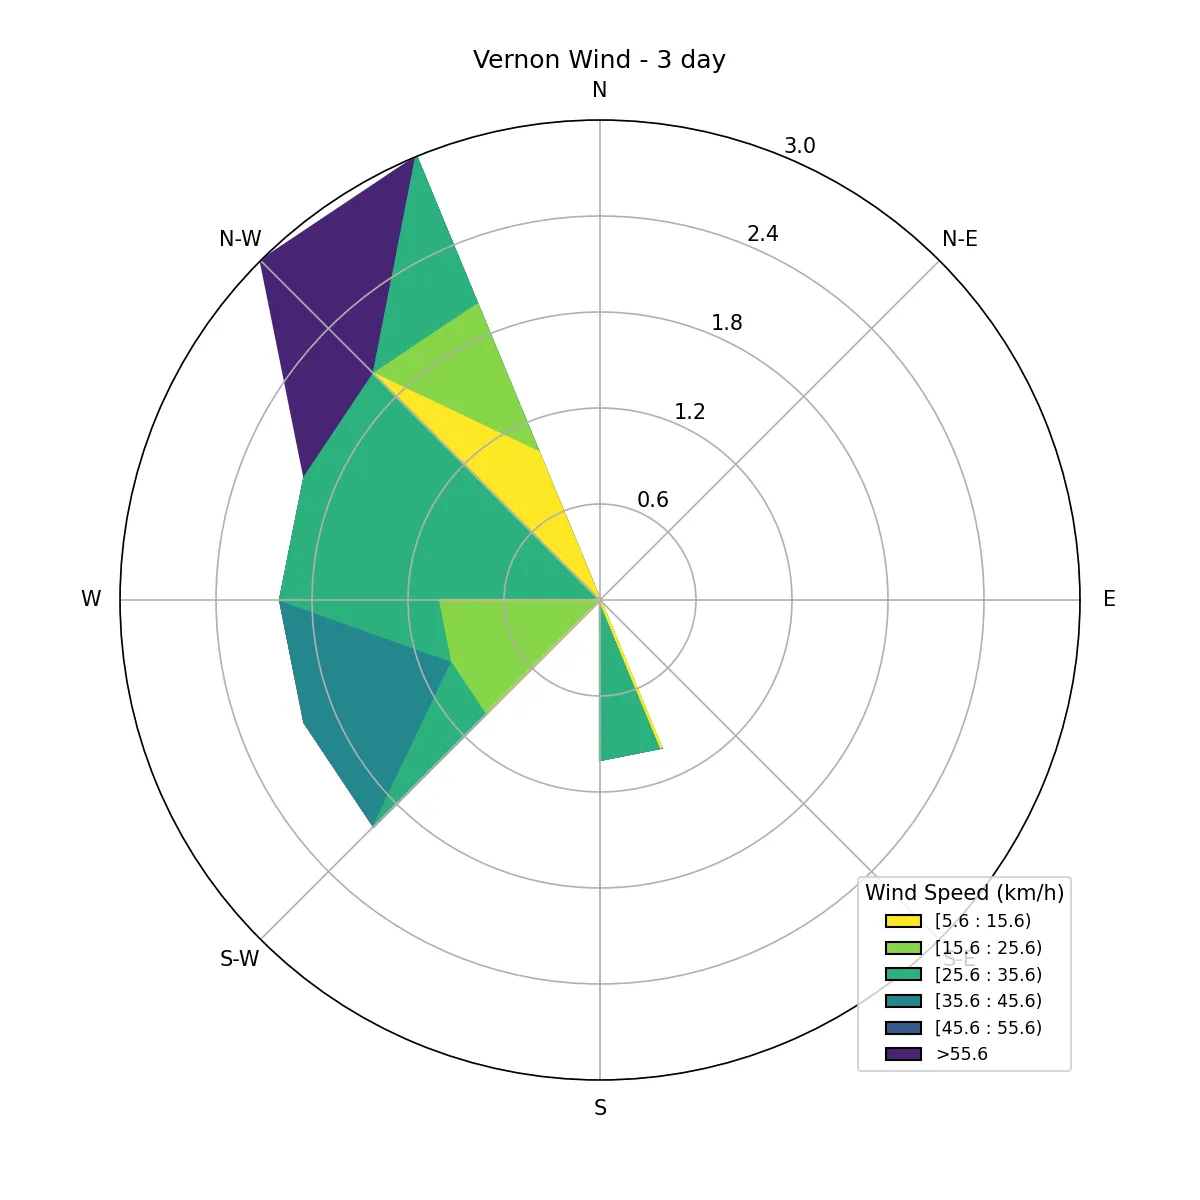 Vernon Wind - 3 day
N
3.0
N-W
N-E
2.4
1.8
1.2
0.6
W
E
S-W
S-E
Wind Speed (km/h)
[5.6 : 15.6)
[15.6 : 25.6)
[25.6 : 35.6)
[35.6 : 45.6)
[45.6 : 55.6)
>55.6
S